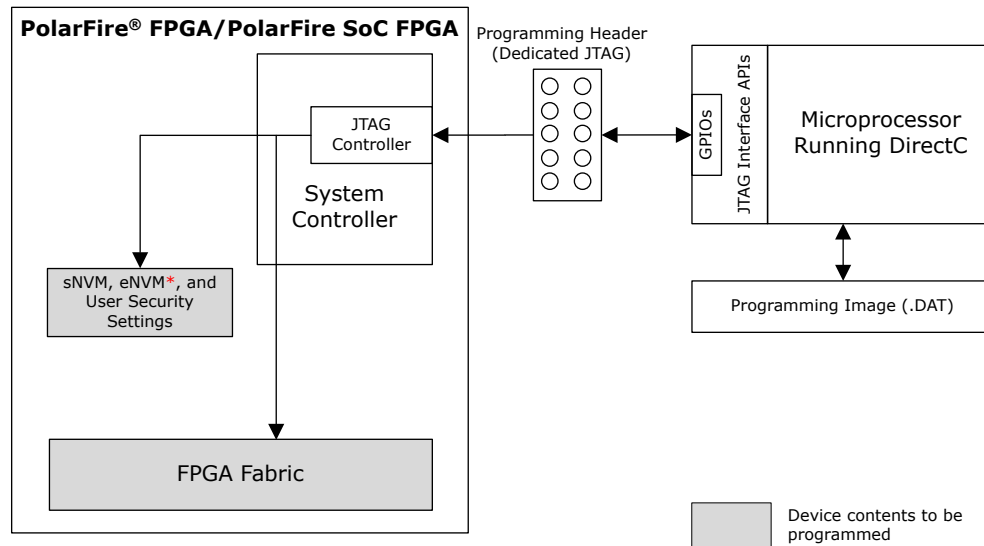 PolarFire® FPGA/PolarFire SoC FPGA
Programming Header
(Dedicated JTAG)
JTAG
Controller
System
Controller
GPIOs
JTAG Interface APIs
Microprocessor
Running DirectC
sNVM, eNVM*, and
User Security
Settings
Programming Image (.DAT)
FPGA Fabric
Device contents to be
programmed